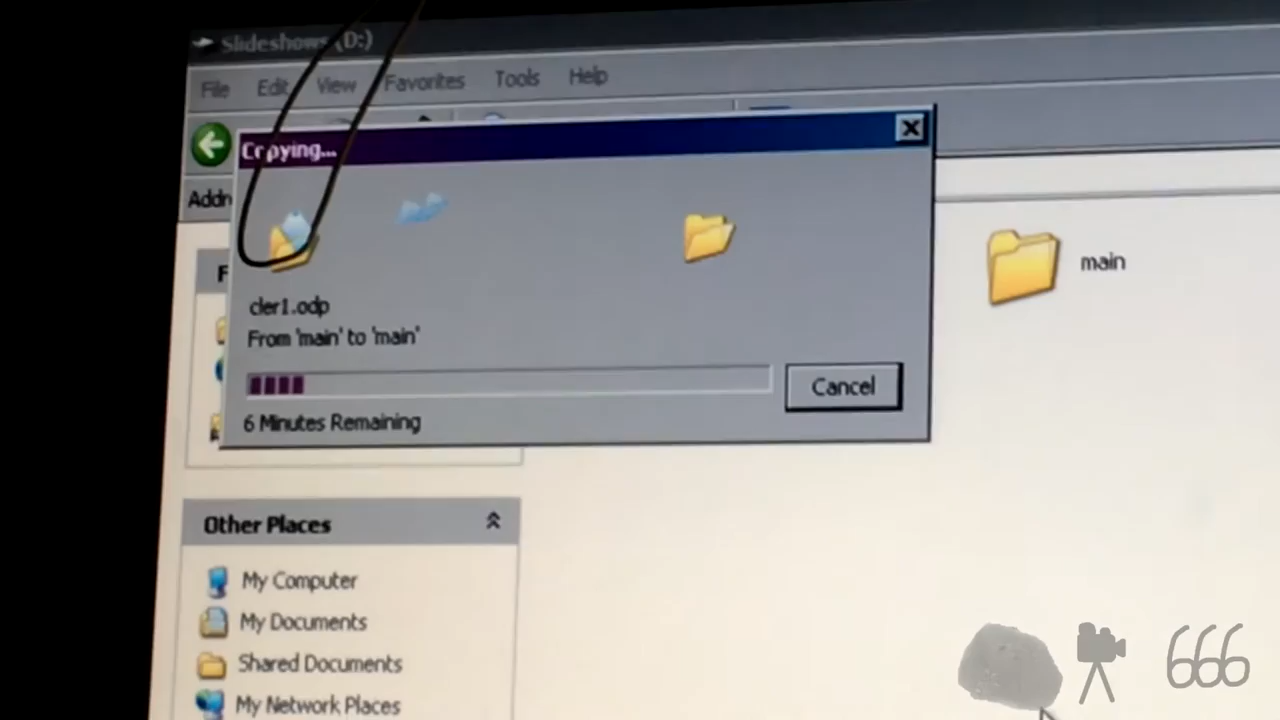 Slideshows (D:)
File Edit View Favorites Tools Help
Copying...
Addr
F
main
cler1.odp
From 'main' to 'main'
Cancel
6 Minutes Remaining
Other Places
My Computer
My Documents
Shared Documents
My Network Places
666